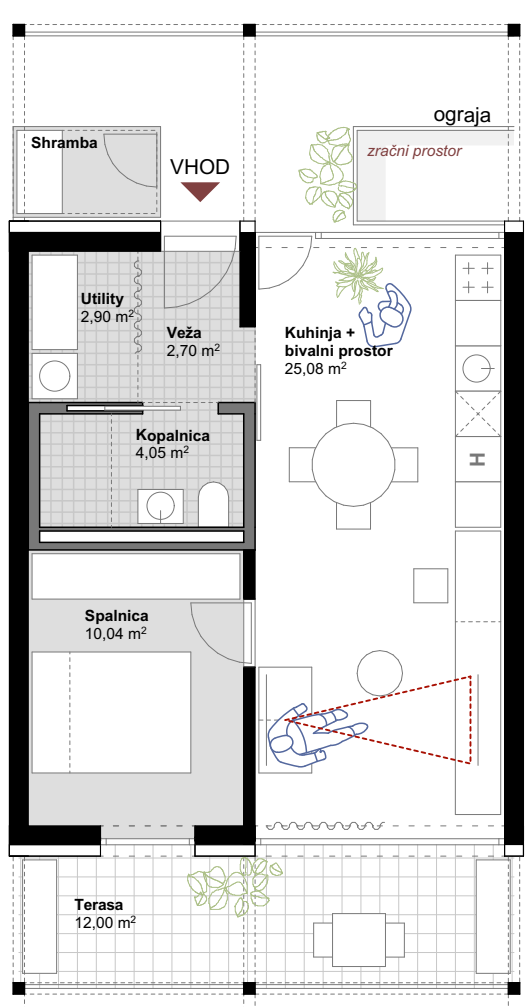 ograja
Shramba
zračni prostor
VHOD
Utility
2,90 m²
Veža
2,70 m²
Kuhinja +
bivalni prostor
25,08 m²
Kopalnica
4,05 m²
H
Spalnica
10,04 m²
Terasa
12,00 m²